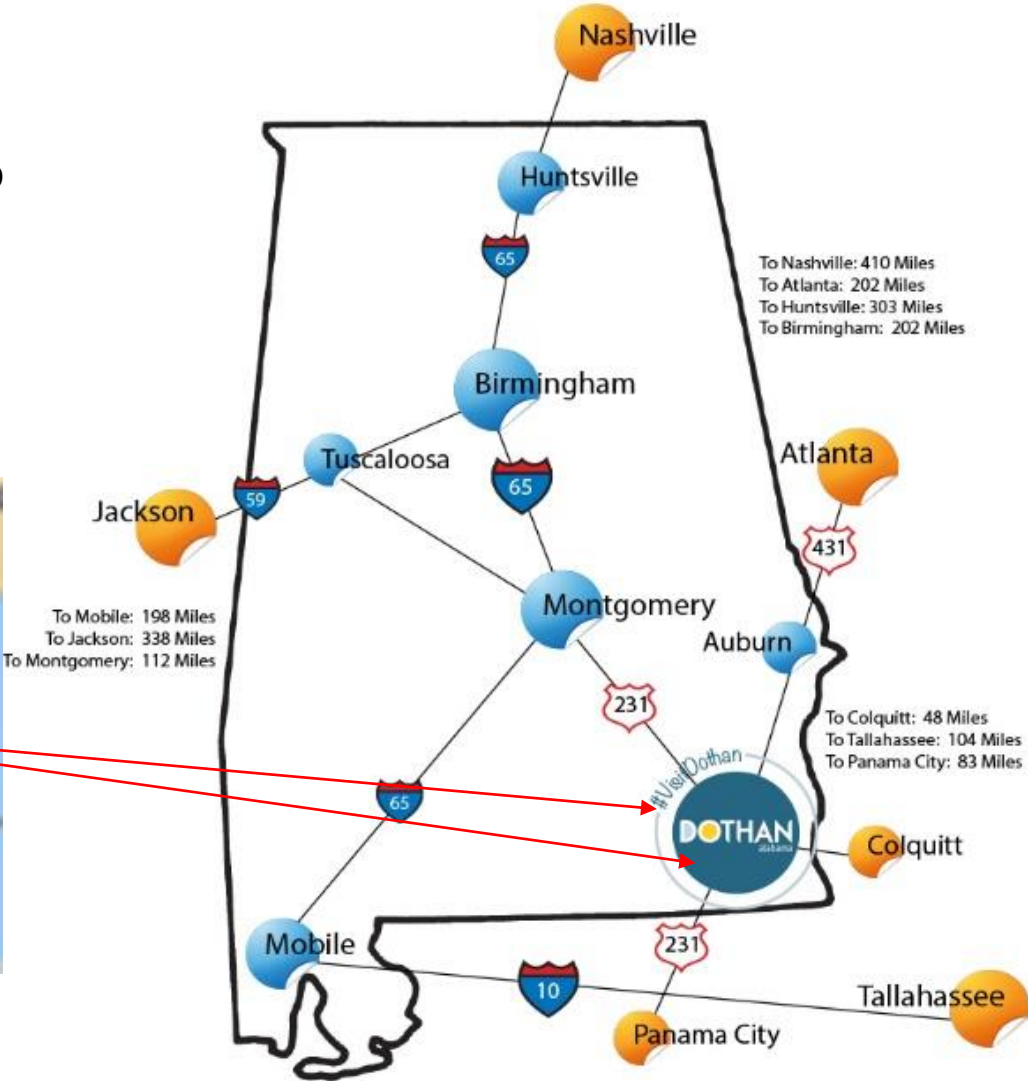 Nashville
Huntsville
65
To Nashville: 410 Miles
To Atlanta: 202 Miles
To Huntsville: 303 Miles
To Birmingham: 202 Miles
Birmingham
Atlanta
Tuscaloosa
65
59
Jackson
431
To Mobile: 198 Miles
To Jackson: 338 Miles
To Montgomery: 112 Miles
Montgomery
Auburn
231
To Colquitt: 48 Miles
To Tallahassee: 104 Miles
To Panama City: 83 Miles
#VisitDothan
65
DOTHAN
alabama
Colquitt
Mobile
231
10
Tallahassee
Panama City